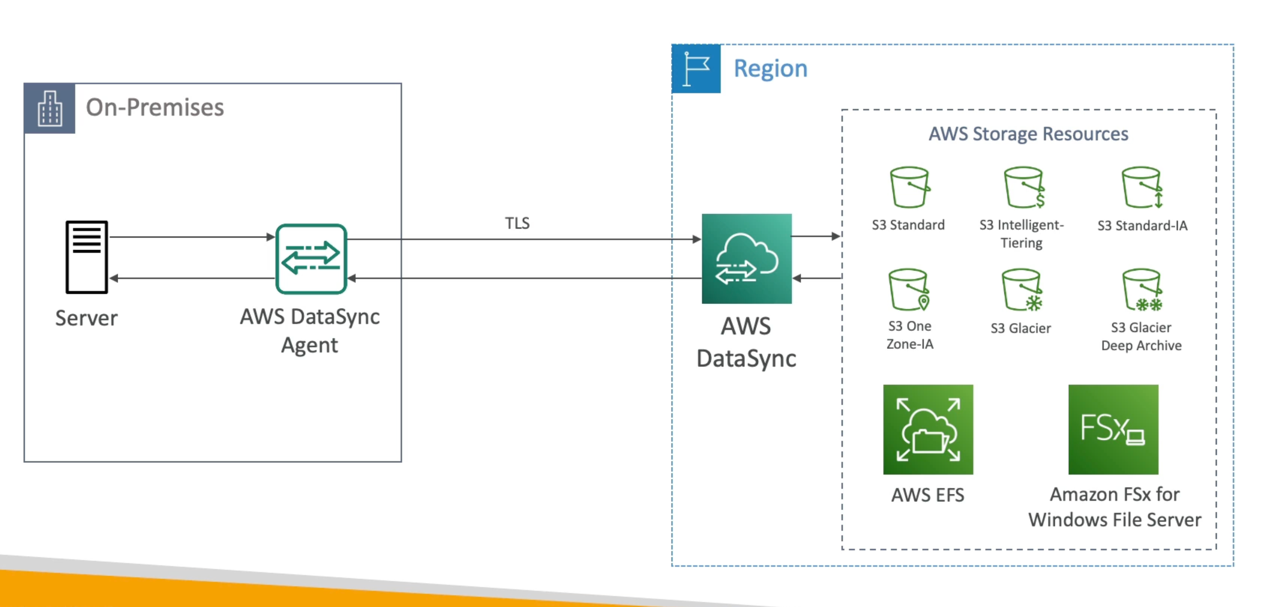 On-Premises
Server
AWS DataSync
Agent
TLS
Region
AWS
DataSync
AWS Storage Resources
S3 Standard
S3 Intelligent-
Tiering
S3 Standard-IA
S3 One
Zone-IA
S3 Glacier
S3 Glacier
Deep Archive
AWS EFS
FSx
Amazon FSx for
Windows File Server